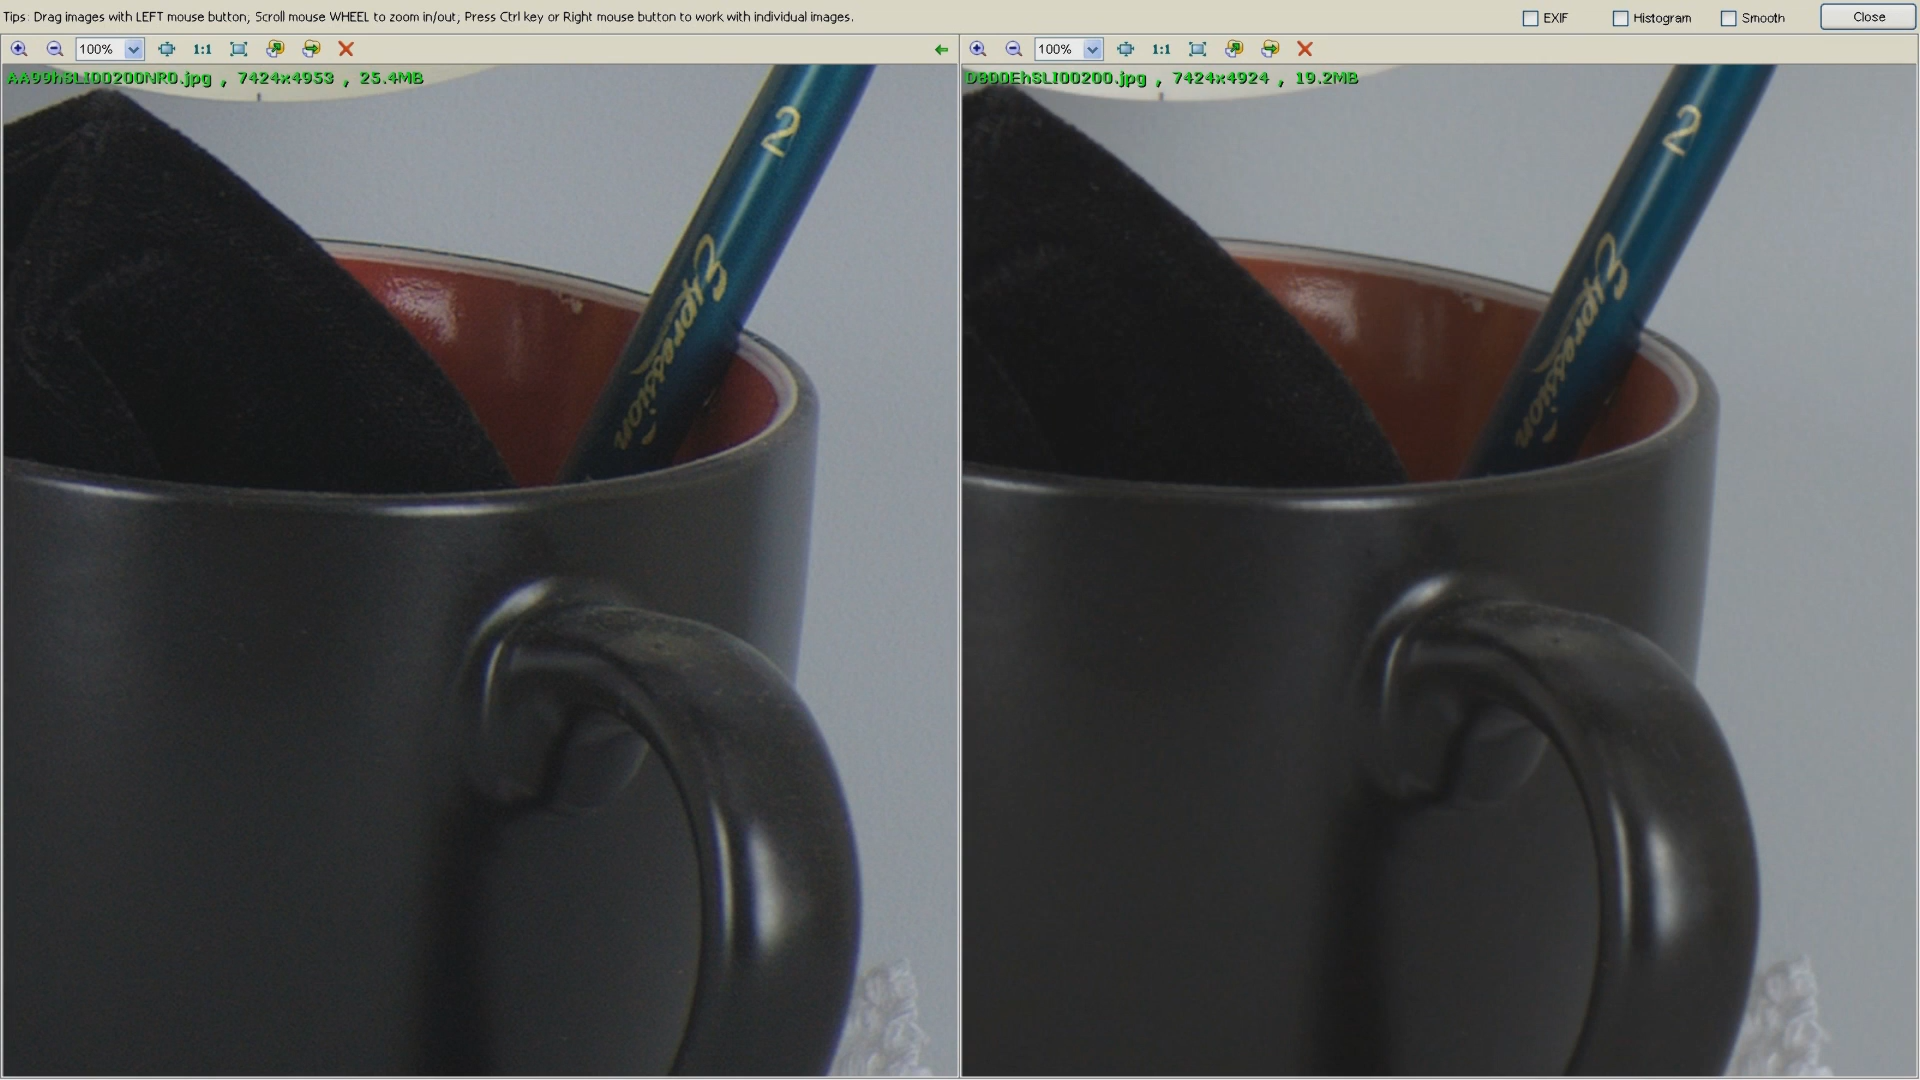 Tips: Drag images with LEFT mouse button, Scroll mouse WHEEL to zoom in/out, Press Ctrl key or Right mouse button to work with individual images.
EXIF
Histogram
Smooth
Close
100%
1:1
100%
1:1
AA99hSLI00200NR0.jpg , 7424x4953 , 25.4MB
D800EhSLI00200.jpg , 7424x4924 , 19.2MB
2
Expression
2
Expression